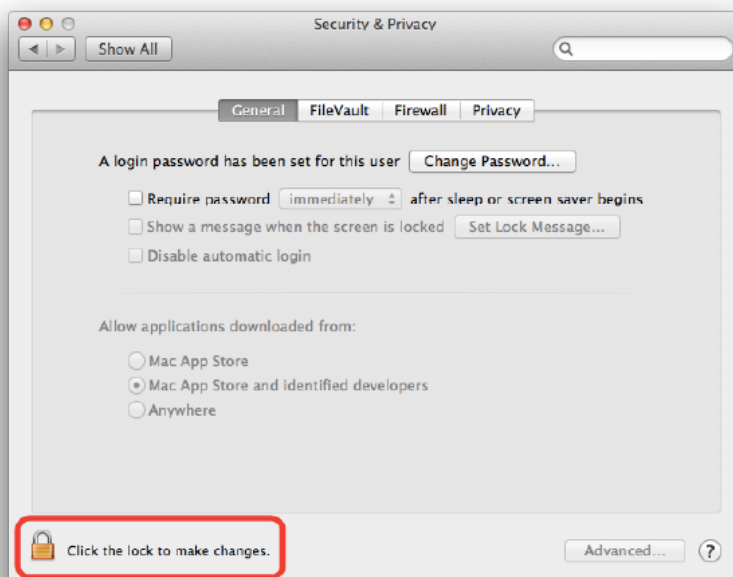 Security & Privacy
Show All
General FileVault Firewall Privacy
A login password has been set for this user Change Password...
Require password immediately after sleep or screen saver begins
Show a message when the screen is locked Set Lock Message...
Disable automatic login
Allow applications downloaded from:
Mac App Store
Mac App Store and identified developers
Anywhere
Click the lock to make changes. Advanced... ?